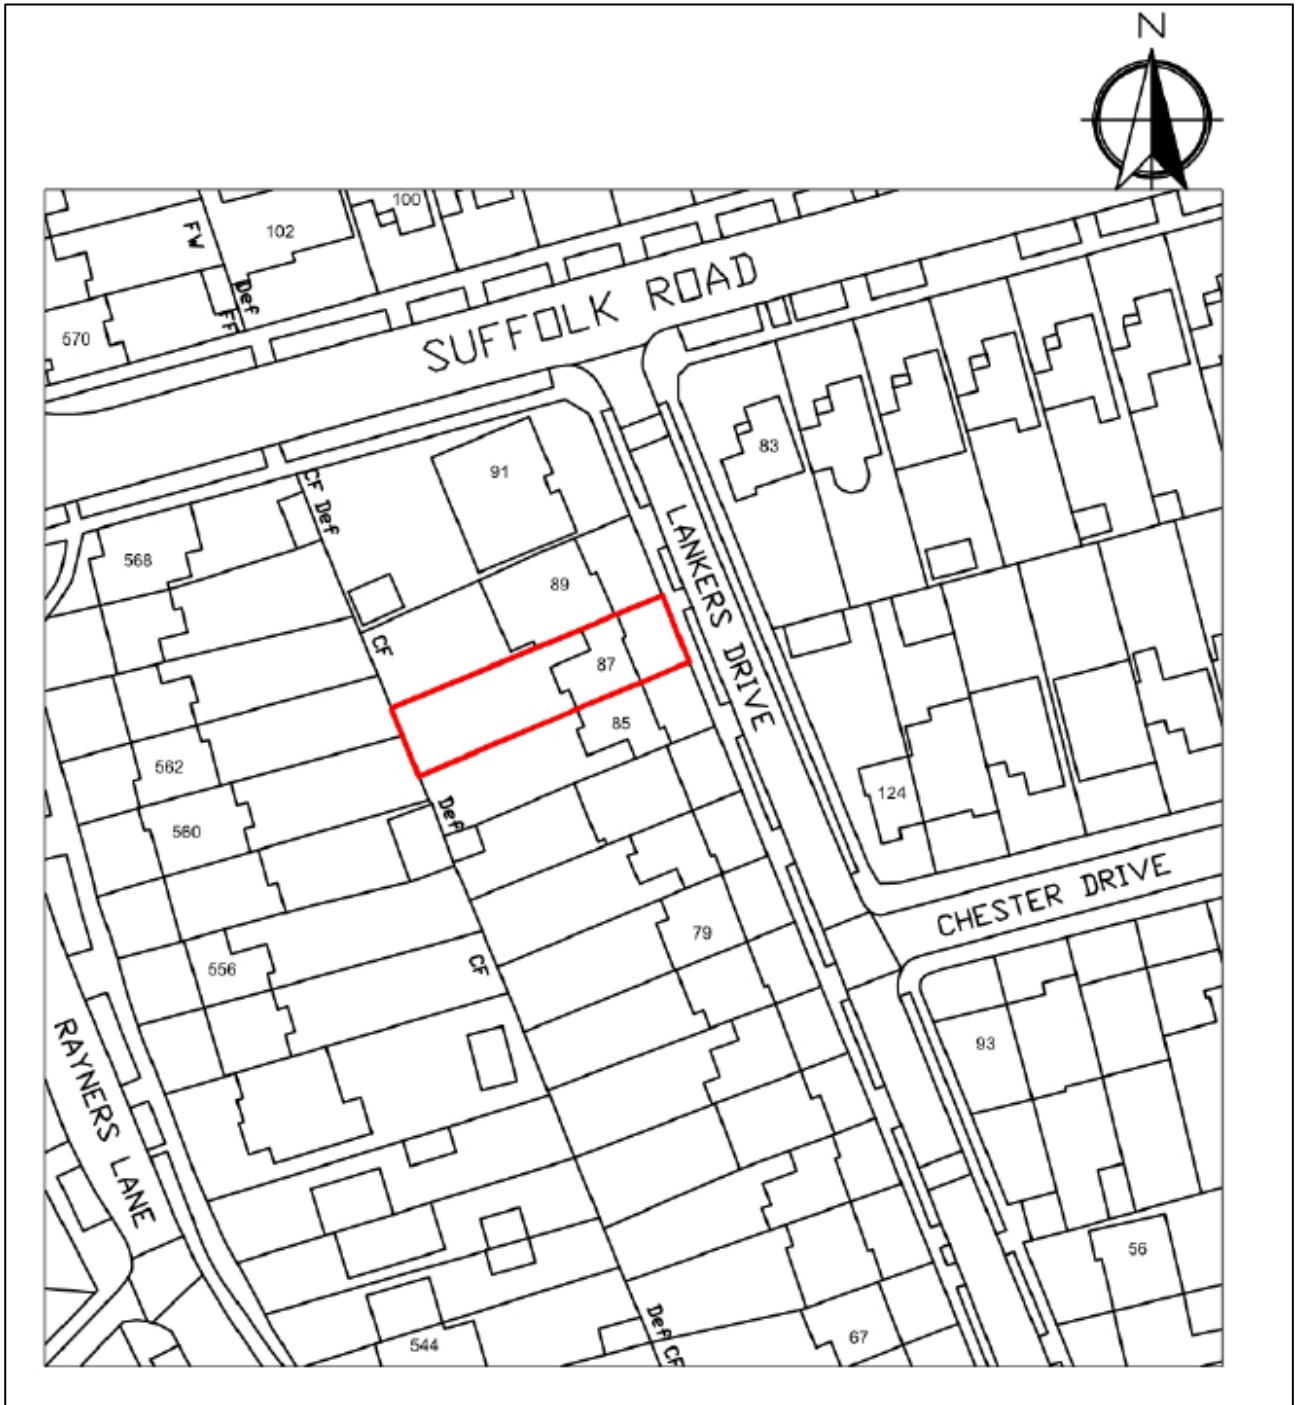 N
100
102
FW
Def
FF
570
SUFFOLK ROAD
83
91
CF Def
LANKERS DRIVE
568
89
CF
87
85
562
124
560
Def
CHESTER DRIVE
79
556
CF
93
RAYNERS LANE
56
Def CF
67
544